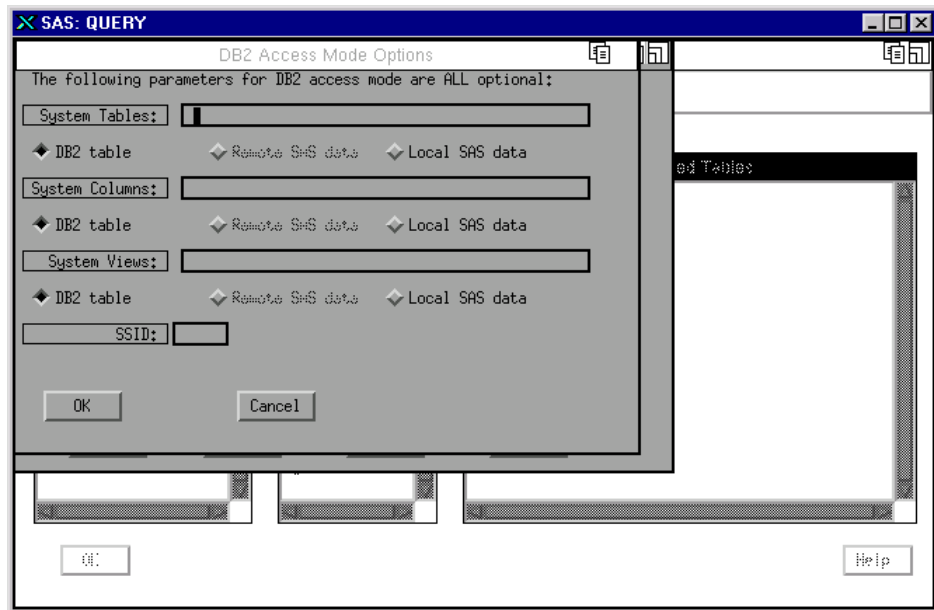 SAS: QUERY
DB2 Access Mode Options
The following parameters for DB2 access mode are ALL optional:
System Tables:
DB2 table Remote SAS data Local SAS data
ed Tables
System Columns:
DB2 table Remote SAS data Local SAS data
System Views:
DB2 table Remote SAS data Local SAS data
SSID:
OK Cancel
OK Help